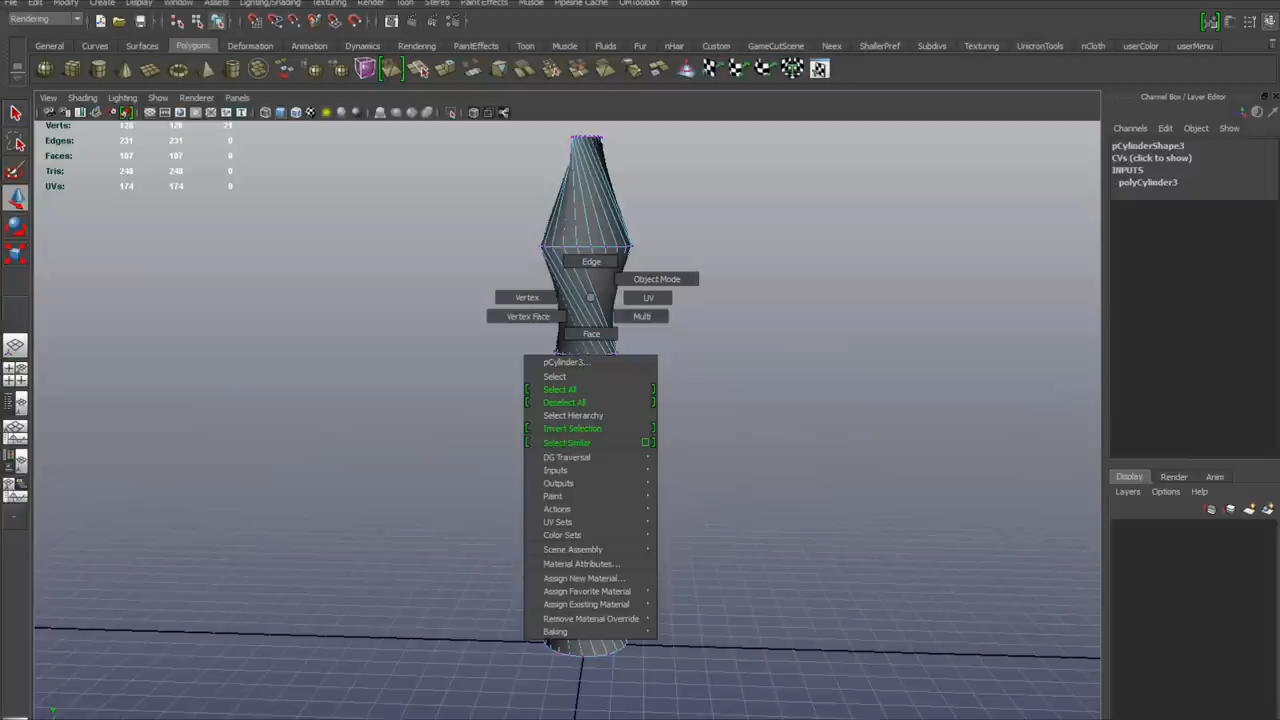 File Edit Modify Create Display Window Assets Lighting/Shading Texturing Render Toon Stereo Paint Effects Muscle Pipeline Cache
Rendering
General Curves Surfaces Polygons Deformation Animation Dynamics Rendering PaintEffects Toon Muscle Fluids Fur nHair Custom GameCutScene Neex ShallerPref Subdivs Texturing UnicronTools nCloth userColor userMenu
View Shading Lighting Show Renderer Panels
Channel Box / Layer Editor
Verts: 126 126 21
Edges: 231 231 0
Faces: 107 107 0
Tris: 248 248 0
UVs: 174 174 0
Channels Edit Object Show
pCylinderShape3
CVs (click to show)
INPUTS
polyCylinder3
Edge
Object Mode
Vertex
UV
Vertex Face
Multi
Face
pCylinder3...
Select
Select All
Deselect All
Select Hierarchy
Invert Selection
Select Similar
DG Traversal
Inputs
Outputs
Paint
Actions
UV Sets
Color Sets
Scene Assembly
Material Attributes...
Assign New Material...
Assign Favorite Material
Assign Existing Material
Remove Material Override
Baking
Display Render Anim
Layers Options Help